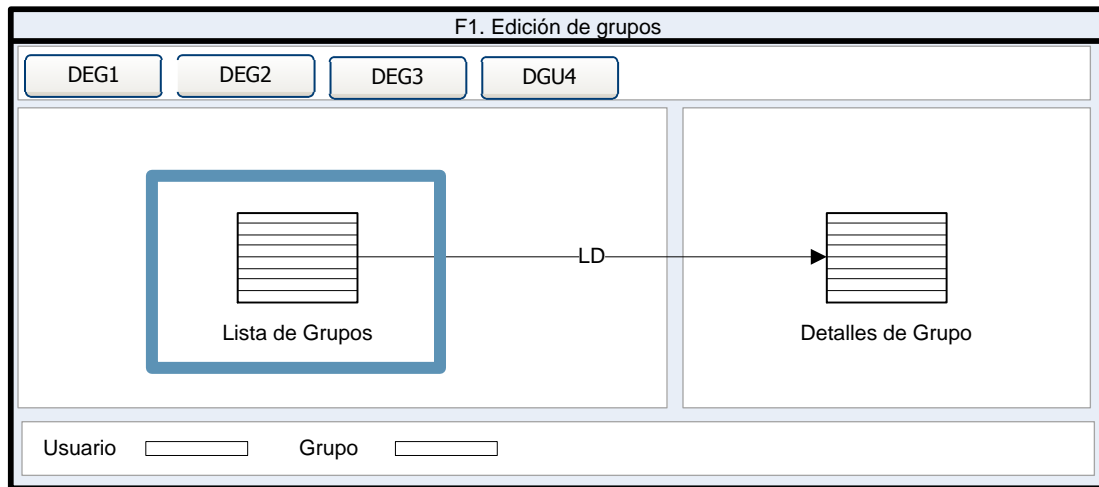 F1. Edición de grupos
DEG1 DEG2 DEG3 DGU4
LD
Lista de Grupos Detalles de Grupo
Usuario Grupo